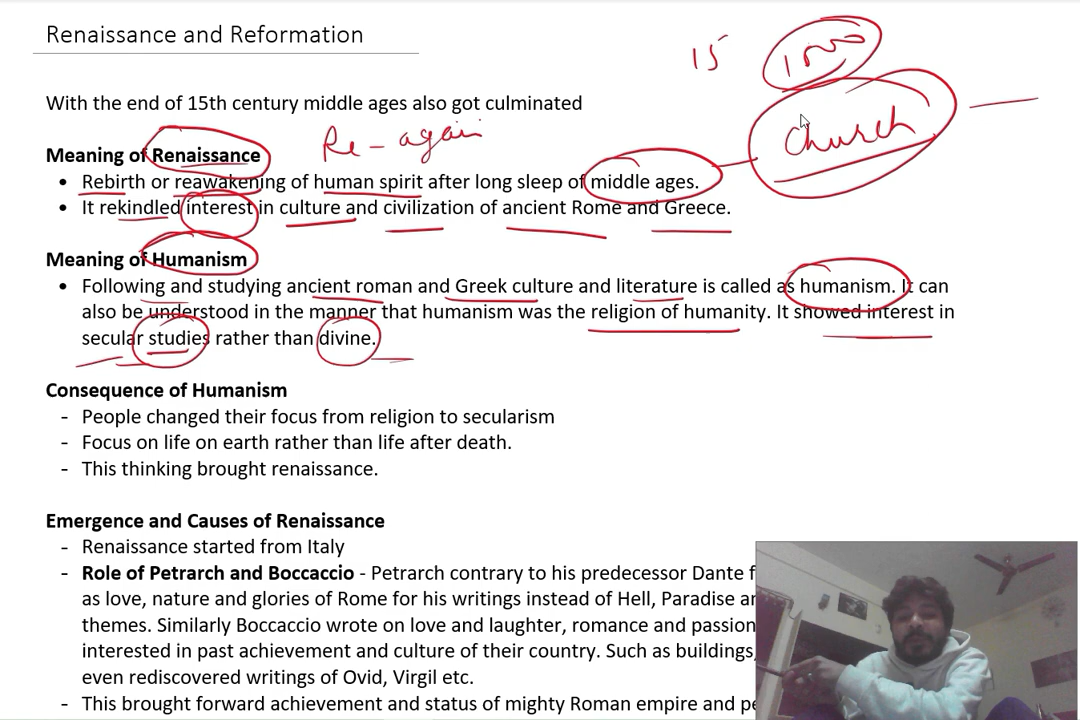 Renaissance and Reformation
15 1500
With the end of 15th century middle ages also got culminated
Re - again
Church
Meaning of Renaissance
• Rebirth or reawakening of human spirit after long sleep of middle ages.
• It rekindled interest in culture and civilization of ancient Rome and Greece.
Meaning of Humanism
• Following and studying ancient roman and Greek culture and literature is called as humanism. It can
also be understood in the manner that humanism was the religion of humanity. It showed interest in
secular studies rather than divine.
Consequence of Humanism
- People changed their focus from religion to secularism
- Focus on life on earth rather than life after death.
- This thinking brought renaissance.
Emergence and Causes of Renaissance
- Renaissance started from Italy
- Role of Petrarch and Boccaccio - Petrarch contrary to his predecessor Dante
as love, nature and glories of Rome for his writings instead of Hell, Paradise
themes. Similarly Boccaccio wrote on love and laughter, romance and passion
interested in past achievement and culture of their country. Such as buildings,
even rediscovered writings of Ovid, Virgil etc.
- This brought forward achievement and status of mighty Roman empire and